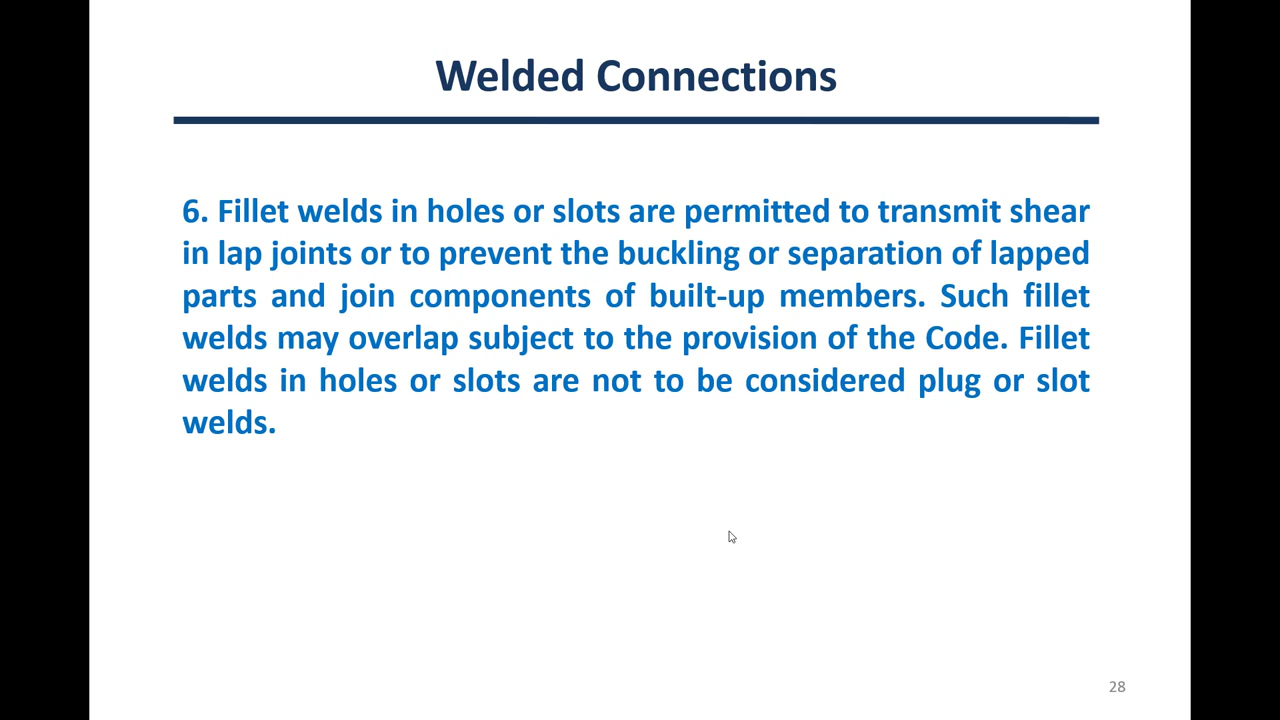 Welded Connections
6. Fillet welds in holes or slots are permitted to transmit shear
in lap joints or to prevent the buckling or separation of lapped
parts and join components of built-up members. Such fillet
welds may overlap subject to the provision of the Code. Fillet
welds in holes or slots are not to be considered plug or slot
welds.
28